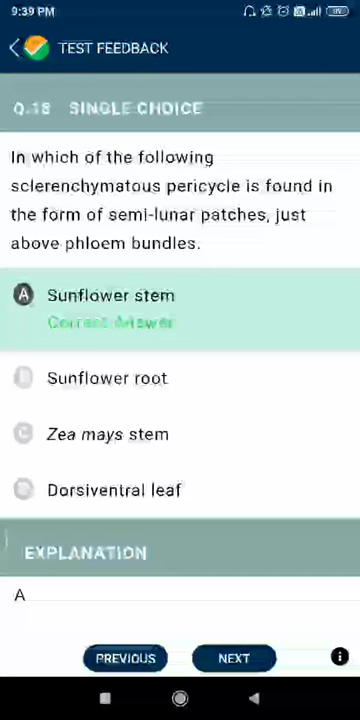 9:39 PM
TEST FEEDBACK
Q.18 SINGLE CHOICE
In which of the following
sclerenchymatous pericycle is found in
the form of semi-lunar patches, just
above phloem bundles.
A Sunflower stem
Correct Answer
Sunflower root
C Zea mays stem
Dorsiventral leaf
EXPLANATION
A
PREVIOUS NEXT